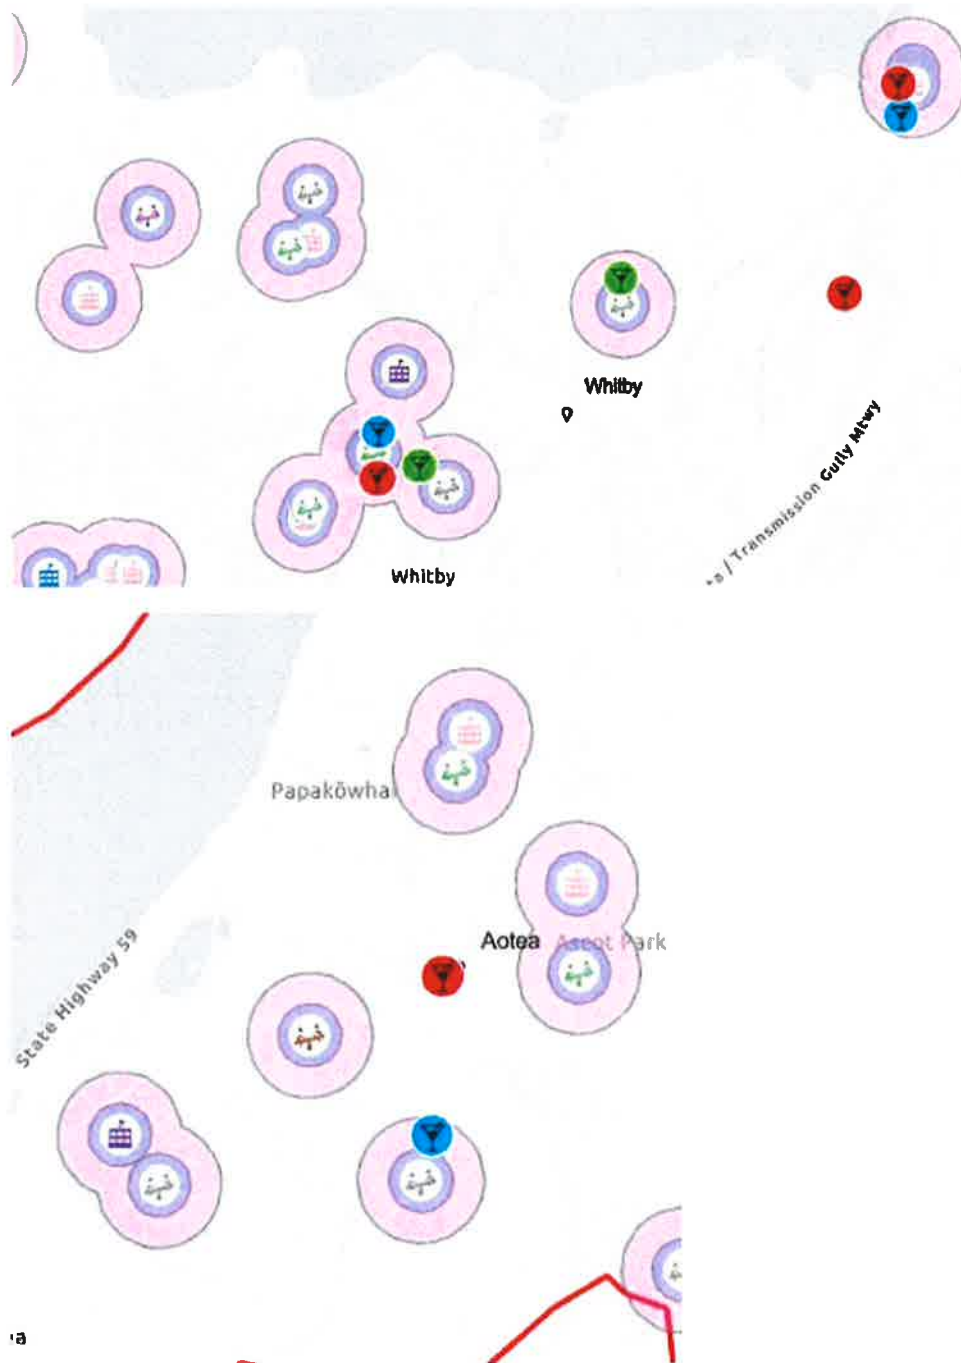 Whitby
Transmission Gully Mtwy
Whitby
Papakōwhai
Aotea Ascot Park
State Highway 59